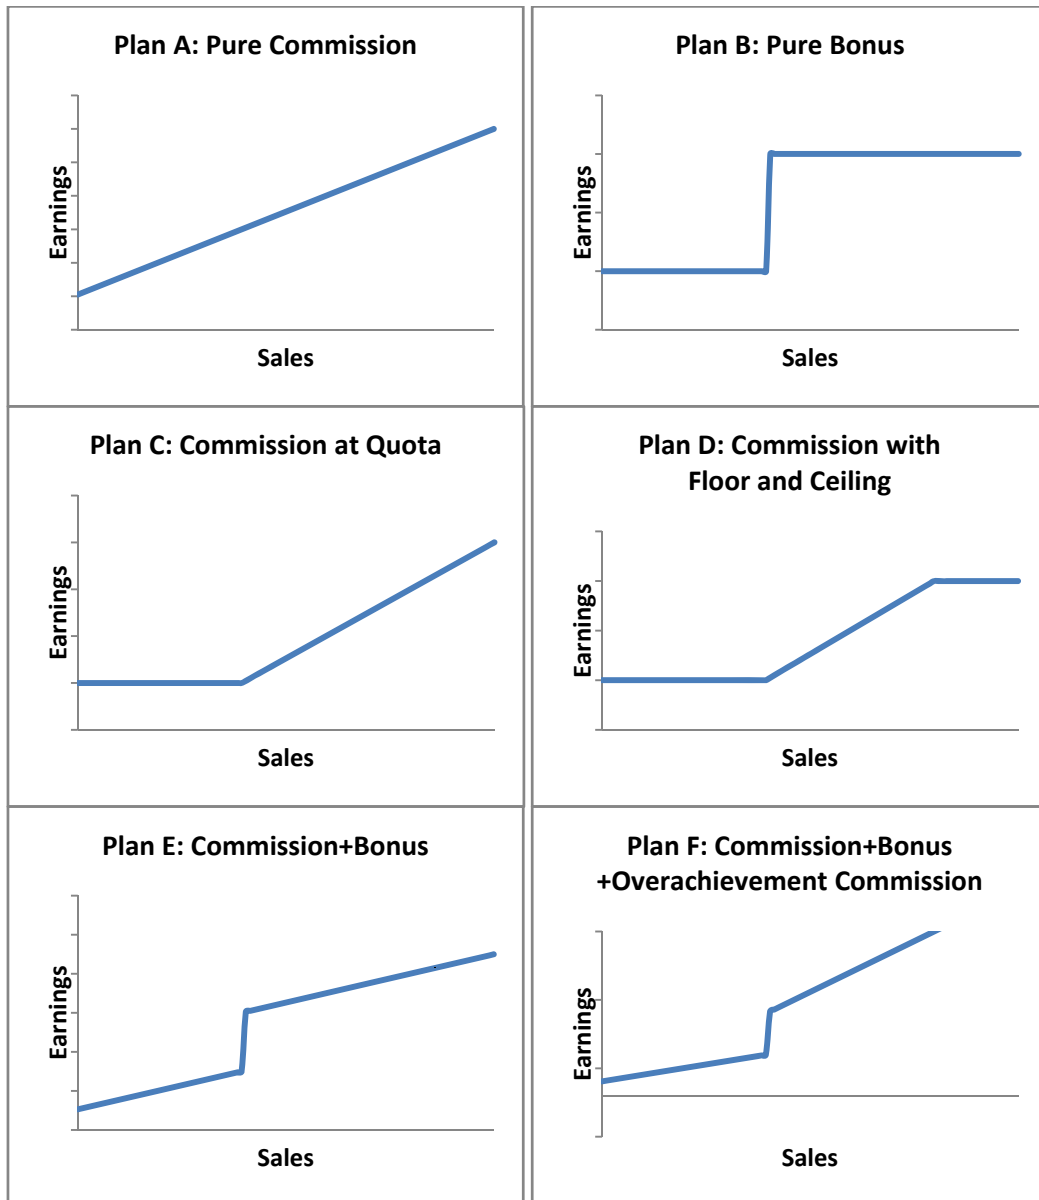 Plan A: Pure Commission
Earnings
Sales
Plan B: Pure Bonus
Earnings
Sales
Plan C: Commission at Quota
Earnings
Sales
Plan D: Commission with
Floor and Ceiling
Earnings
Sales
Plan E: Commission+Bonus
Earnings
Sales
Plan F: Commission+Bonus
+Overachievement Commission
Earnings
Sales